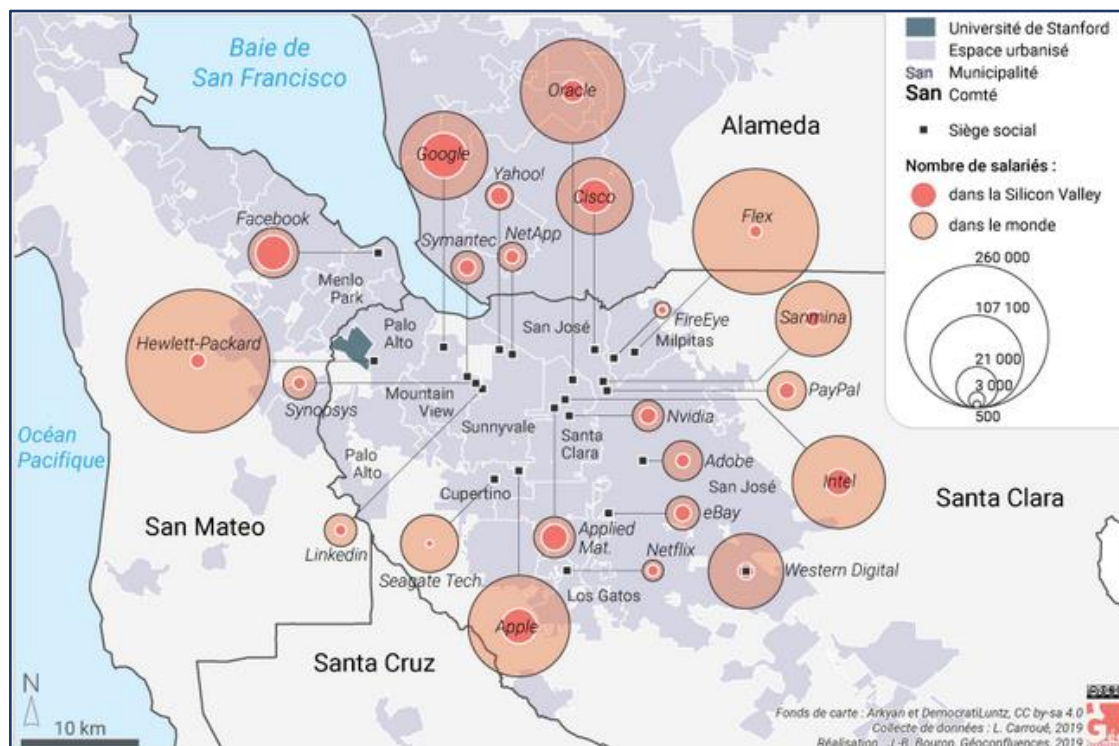 Baie de
San Francisco
Oracle
Google
Yahoo!
Cisco
Alameda
Flex
Facebook
Symantec
NetApp
Menlo
Park
San José
FireEye
Milpitas
Sanmina
Palo
Alto
Hewlett-Packard
Synopsys
Mountain
View
Sunnyvale
Santa
Clara
Nvidia
PayPal
Océan
Pacifique
Palo
Alto
Cupertino
Adobe
San José
Intel
Santa Clara
San Mateo
Linkedin
Seagate Tech.
Applied
Mat.
eBay
Netflix
Western Digital
Los Gatos
Apple
Santa Cruz
N
10 km
Université de Stanford
Espace urbanisé
San Municipalité
San Comté
Siège social
Nombre de salariés :
dans la Silicon Valley
dans le monde
260 000
107 100
21 000
3 000
500
Fonds de carte : Arkyan et DemocratiLuntz, CC by-sa 4.0
Collecte de données : L. Carroué, 2019
Réalisation : J.-B. Bouron, Géoconfluences, 2019